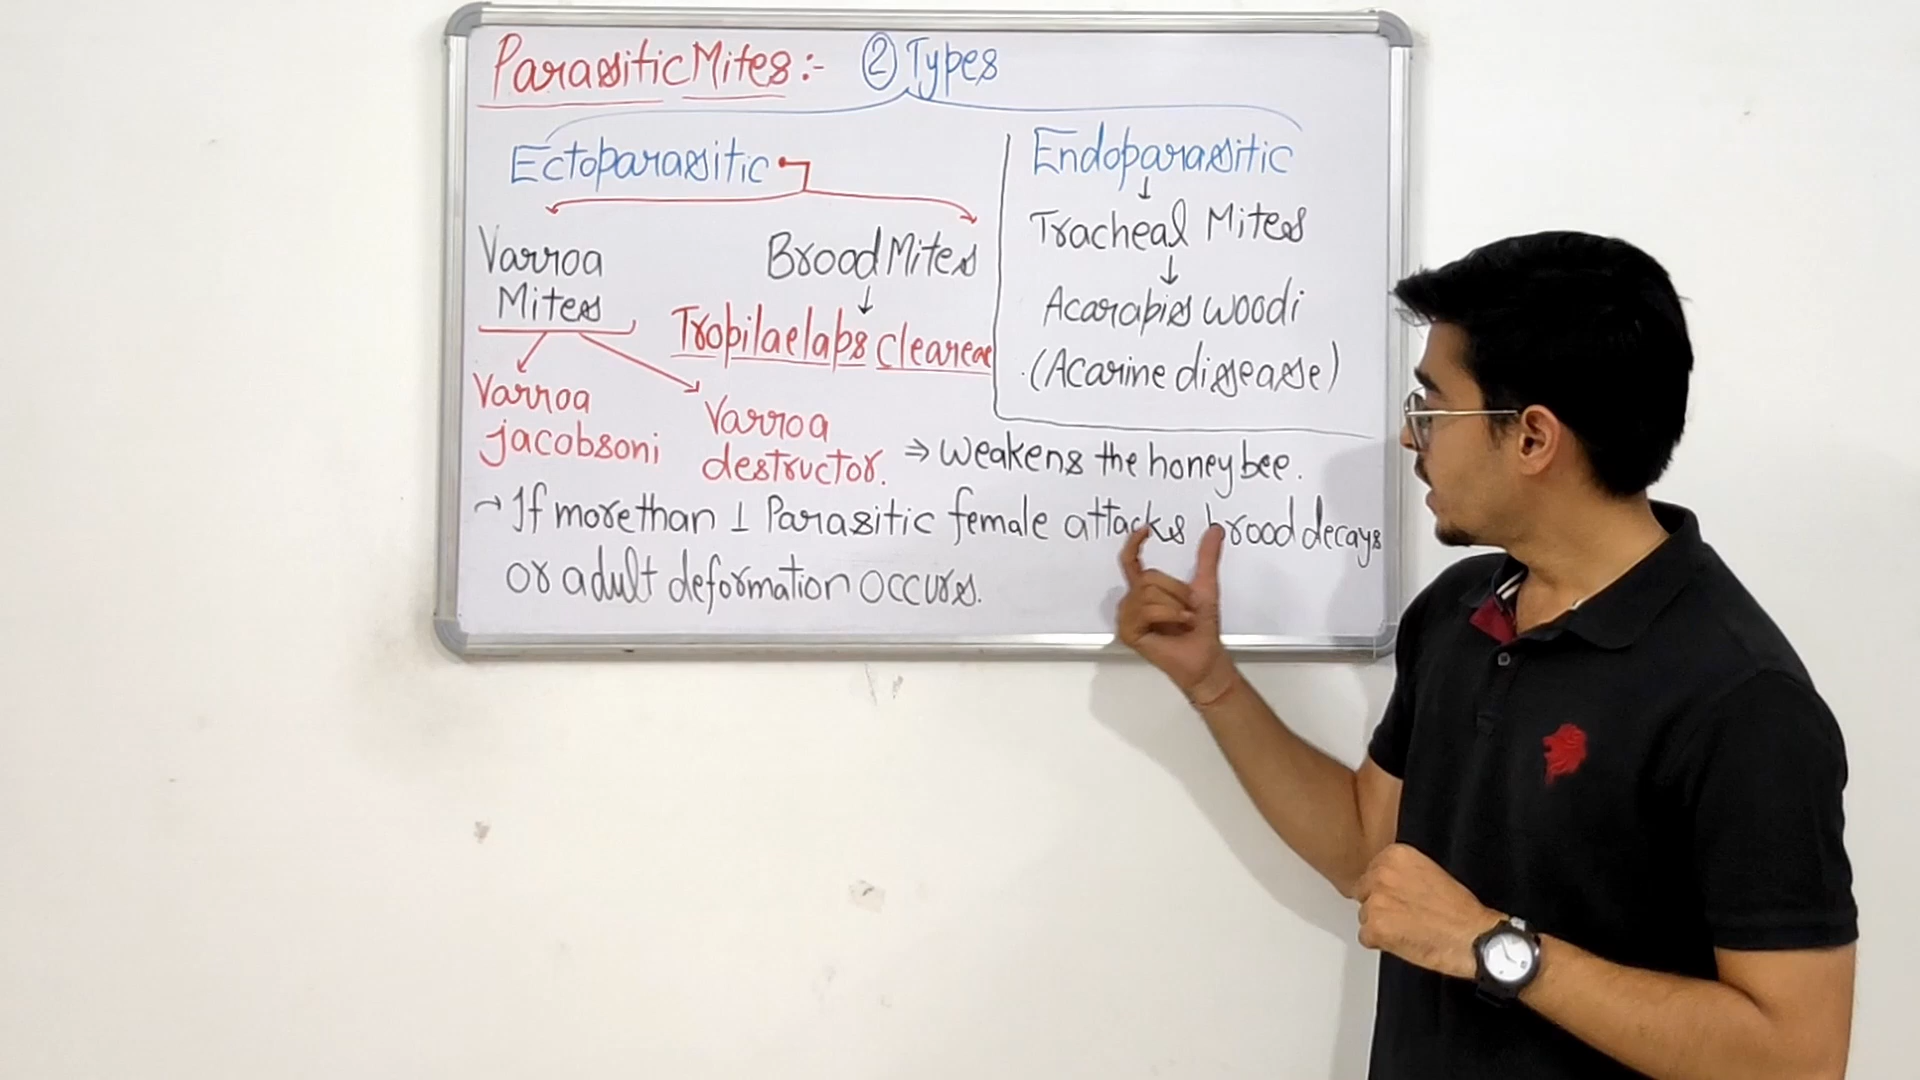 Parasitic Mites :- ② Types
Ectoparasitic
Varroa
Mites
Varroa
jacobsoni
Varroa
destructor.
Brood Mites
↓
Tropilaelaps cleareae
Endoparasitic
↓
Tracheal Mites
↓
Acarapis woodi
(Acarine disease)
⇒ Weakens the honey bee.
→ If more than 1 Parasitic female attacks brood decays
or adult deformation occurs.